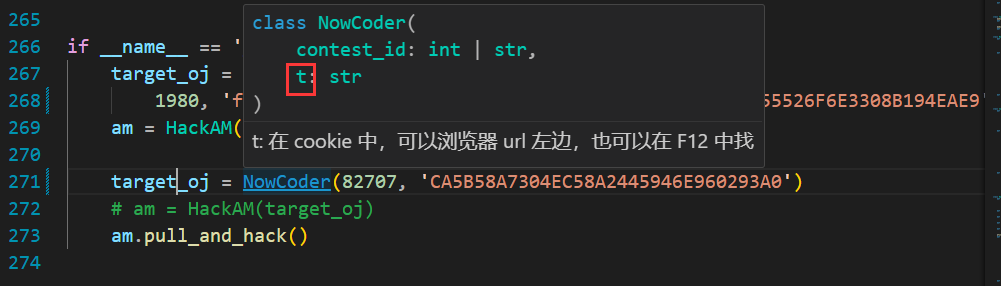 265
266 if __name__ == '
267 target_oj =
268 1980, 'f 55526F6E3308B194EAE9'
269 am = HackAM(
270
271 target_oj = NowCoder(82707, 'CA5B58A7304EC58A2445946E960293A0')
272 # am = HackAM(target_oj)
273 am.pull_and_hack()
274
class NowCoder(
contest_id: int | str,
t: str
)
t: 在 cookie 中，可以浏览器 url 左边，也可以在 F12 中找